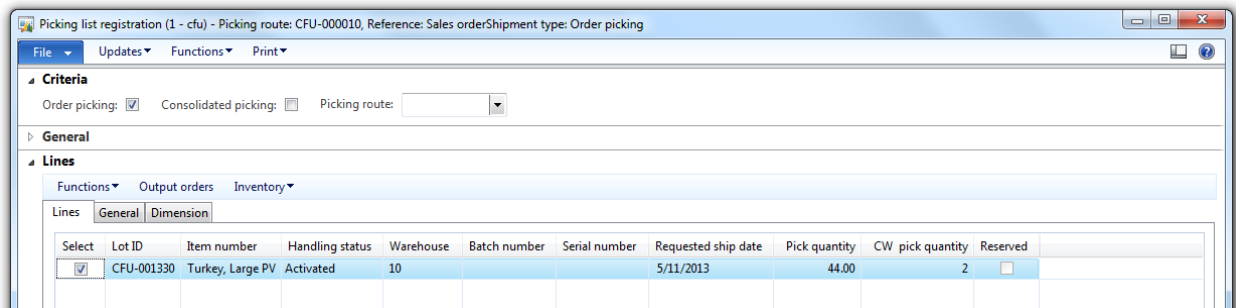 Picking list registration (1 - cfu) - Picking route: CFU-000010, Reference: Sales orderShipment type: Order picking
File Updates Functions Print
Criteria
Order picking: Consolidated picking: Picking route:
General
Lines
Functions Output orders Inventory
Lines General Dimension
Select Lot ID Item number Handling status Warehouse Batch number Serial number Requested ship date Pick quantity CW pick quantity Reserved
CFU-001330 Turkey, Large PV Activated 10 5/11/2013 44.00 2